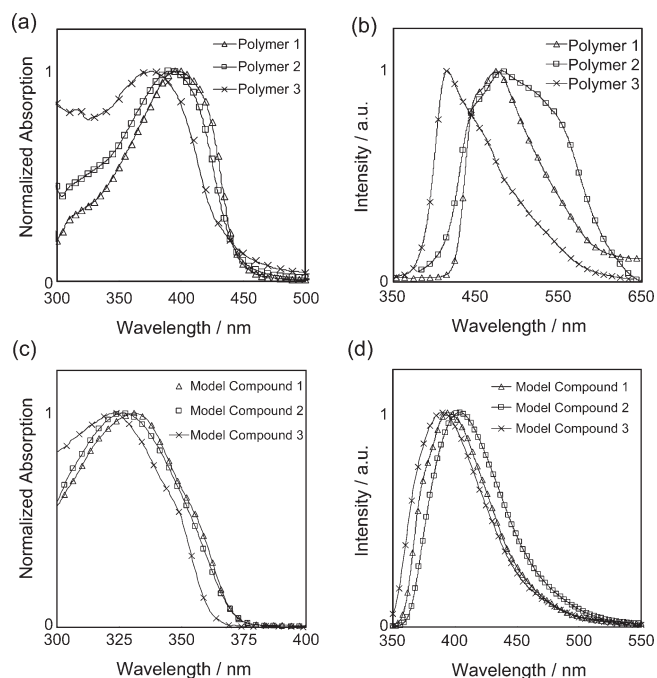 (a)
Polymer 1
Polymer 2
Polymer 3
1
0
Normalized Absorption
300 350 400 450 500
Wavelength / nm
(b)
Polymer 1
Polymer 2
Polymer 3
1
0
Intensity / a.u.
350 450 550 650
Wavelength / nm
(c)
Model Compound 1
Model Compound 2
Model Compound 3
1
0
Normalized Absorption
300 325 350 375 400
Wavelength / nm
(d)
Model Compound 1
Model Compound 2
Model Compound 3
1
0
Intensity / a.u.
350 400 450 500 550
Wavelength / nm